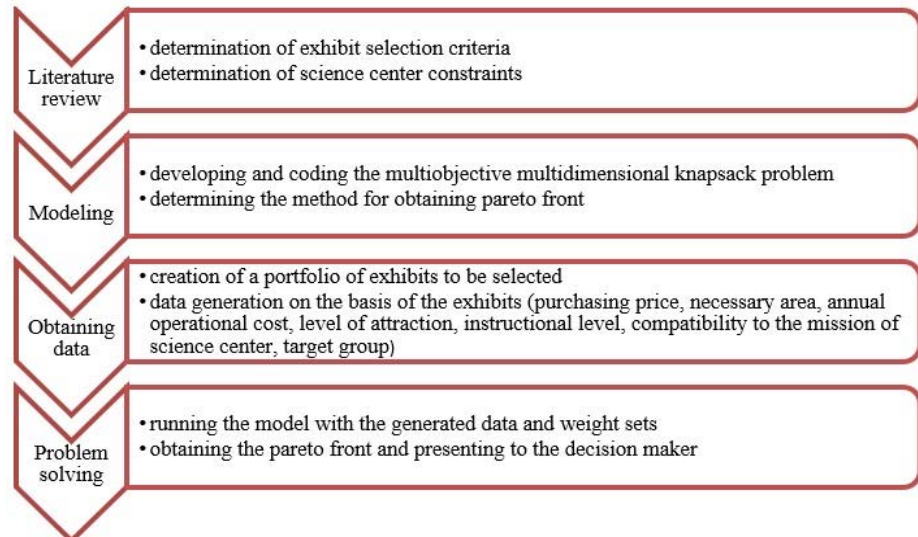 Literature
review
• determination of exhibit selection criteria
• determination of science center constraints
Modeling
• developing and coding the multiobjective multidimensional knapsack problem
• determining the method for obtaining pareto front
Obtaining
data
• creation of a portfolio of exhibits to be selected
• data generation on the basis of the exhibits (purchasing price, necessary area, annual
operational cost, level of attraction, instructional level, compatibility to the mission of
science center, target group)
Problem
solving
• running the model with the generated data and weight sets
• obtaining the pareto front and presenting to the decision maker